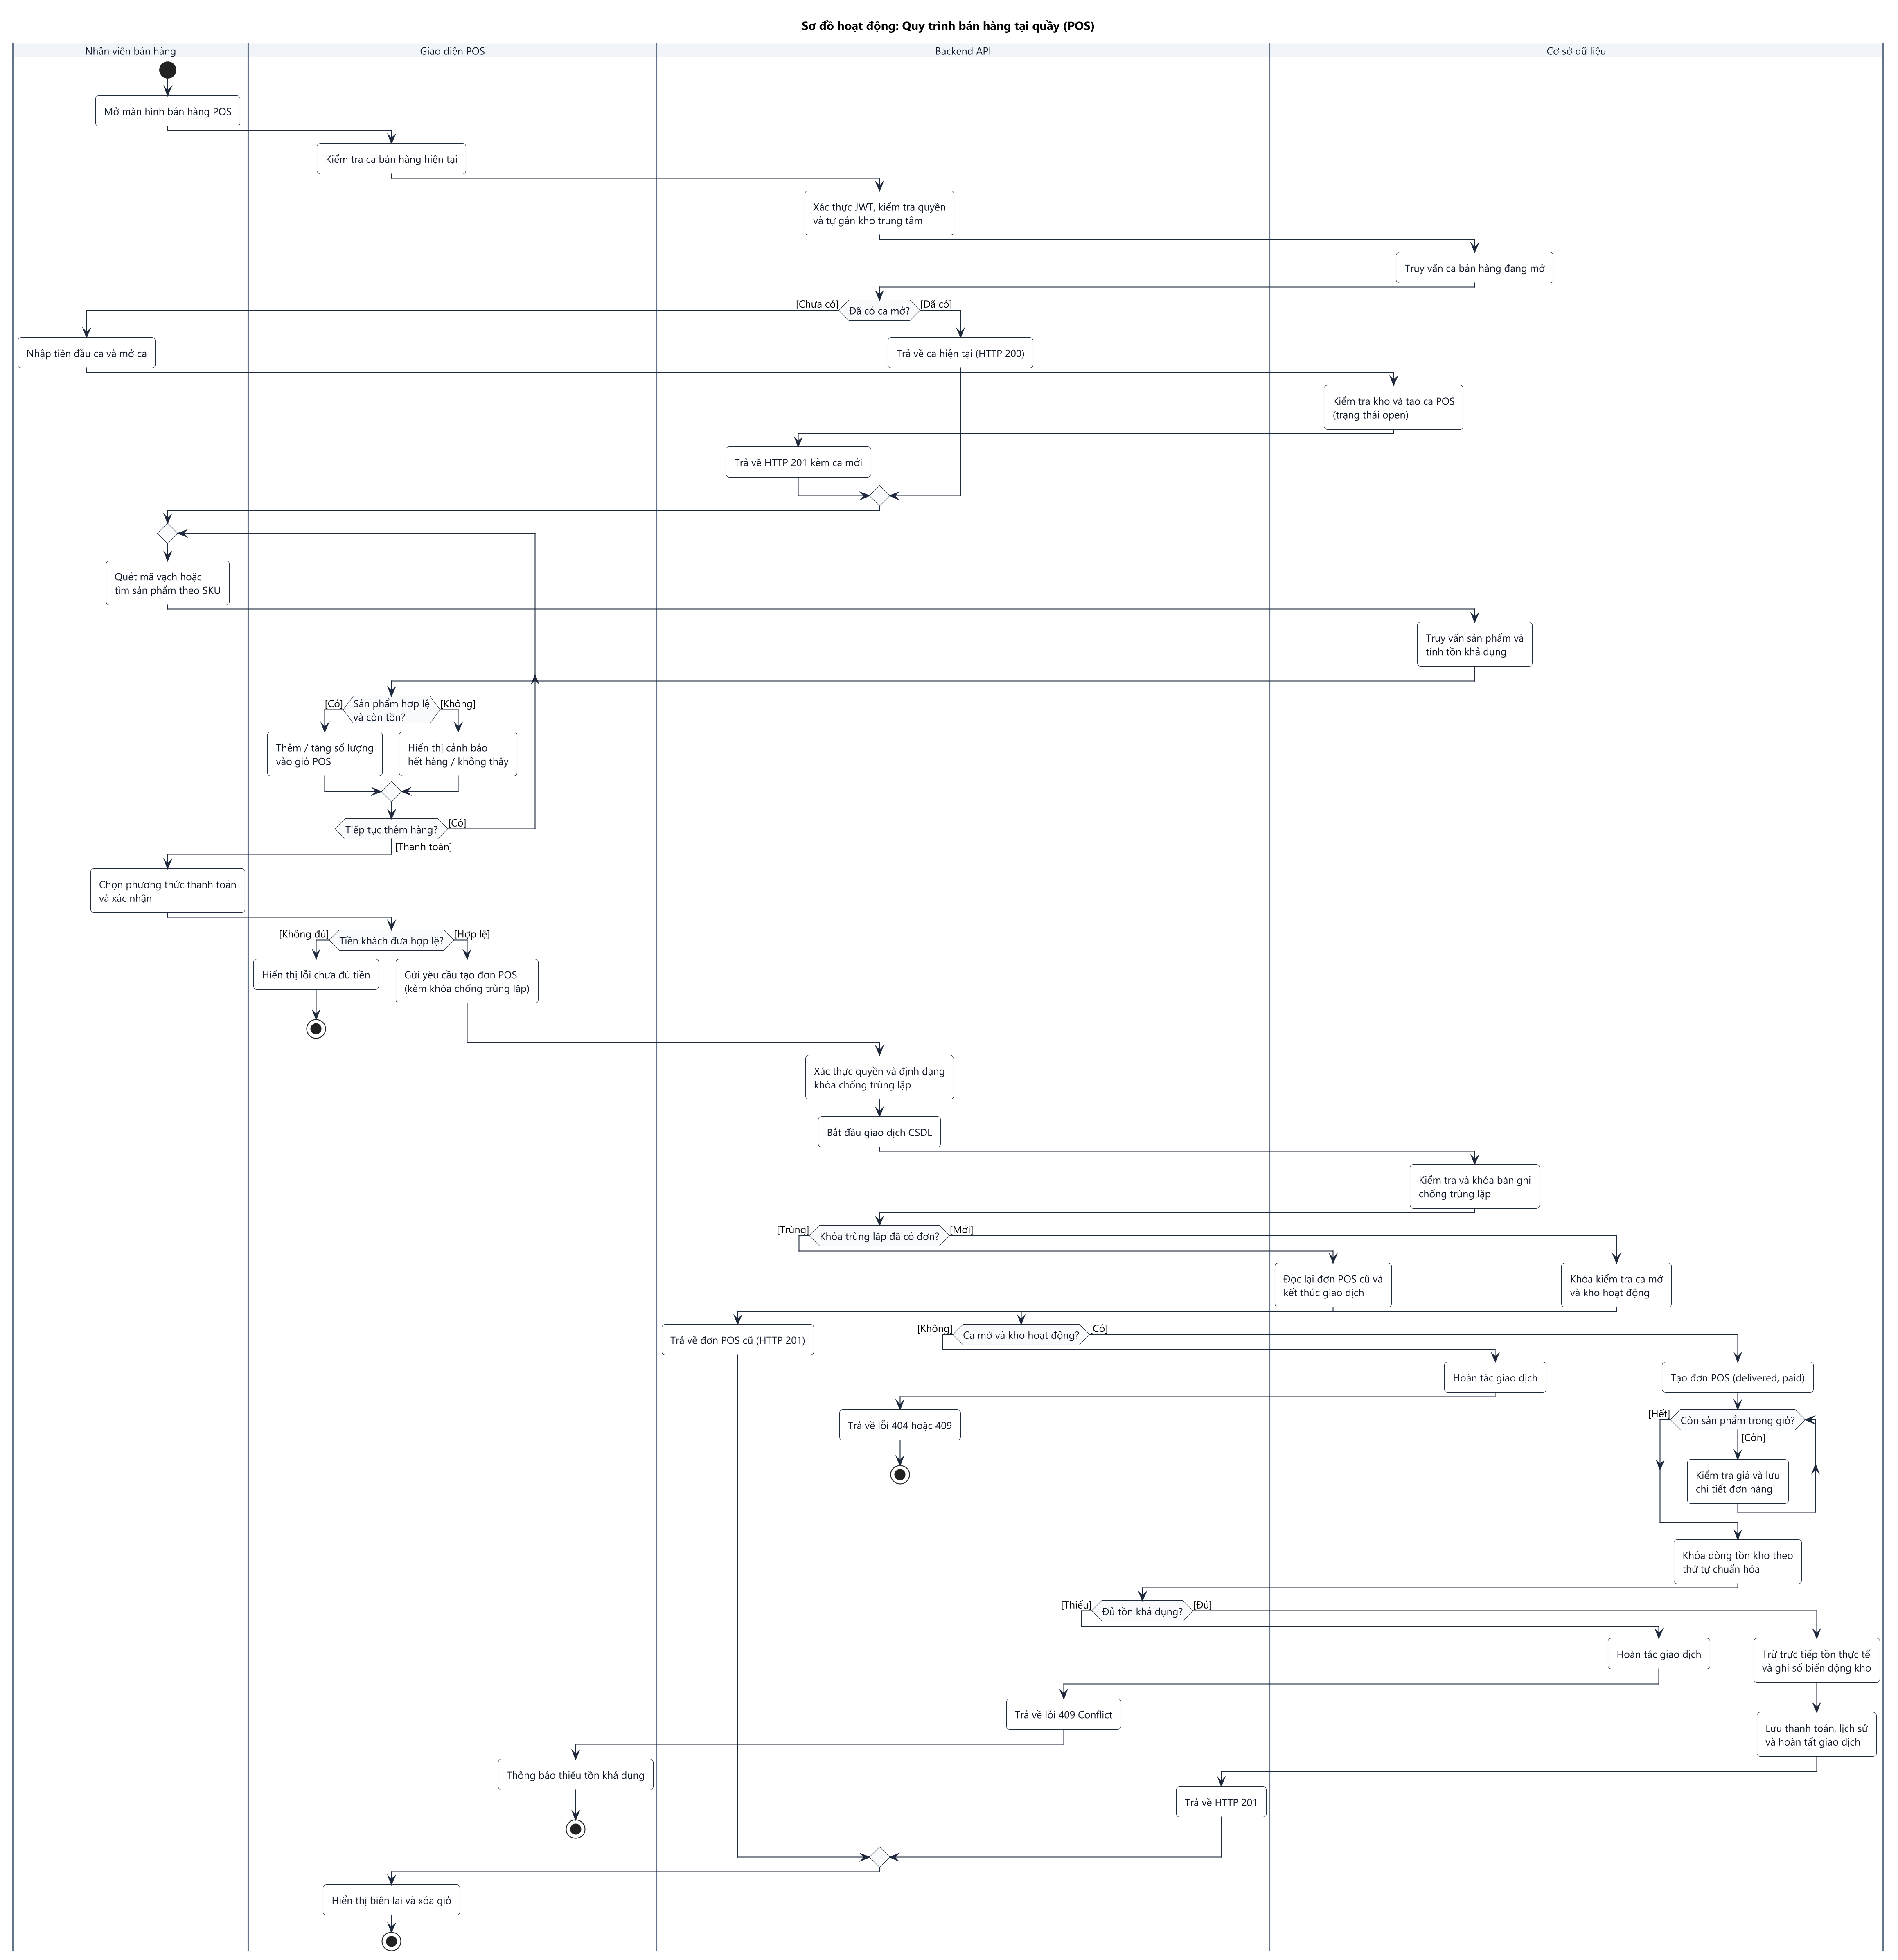 Sơ đồ hoạt động: Quy trình bán hàng tại quầy (POS)
Nhân viên bán hàng
Giao diện POS
Backend API
Cơ sở dữ liệu
Mở màn hình bán hàng POS
Kiểm tra ca bán hàng hiện tại
Xác thực JWT, kiểm tra quyền
và tự gán kho trung tâm
Truy vấn ca bán hàng đang mở
[Chưa có]
Đã có ca mở?
[Đã có]
Nhập tiền đầu ca và mở ca
Trả về ca hiện tại (HTTP 200)
Kiểm tra kho và tạo ca POS
(trạng thái open)
Trả về HTTP 201 kèm ca mới
Quét mã vạch hoặc
tìm sản phẩm theo SKU
Truy vấn sản phẩm và
tính tồn khả dụng
[Có]
Sản phẩm hợp lệ
và còn tồn?
[Không]
Thêm / tăng số lượng
vào giỏ POS
Hiển thị cảnh báo
hết hàng / không thấy
Tiếp tục thêm hàng?
[Có]
[Thanh toán]
Chọn phương thức thanh toán
và xác nhận
[Không đủ]
Tiền khách đưa hợp lệ?
[Hợp lệ]
Hiển thị lỗi chưa đủ tiền
Gửi yêu cầu tạo đơn POS
(kèm khóa chống trùng lặp)
Xác thực quyền và định dạng
khóa chống trùng lặp
Bắt đầu giao dịch CSDL
Kiểm tra và khóa bản ghi
chống trùng lặp
[Trùng]
Khóa trùng lặp đã có đơn?
[Mới]
Đọc lại đơn POS cũ và
kết thúc giao dịch
Khóa kiểm tra ca mở
và kho hoạt động
Trả về đơn POS cũ (HTTP 201)
[Không]
Ca mở và kho hoạt động?
[Có]
Hoàn tác giao dịch
Tạo đơn POS (delivered, paid)
Trả về lỗi 404 hoặc 409
[Hết]
Còn sản phẩm trong giỏ?
[Còn]
Kiểm tra giá và lưu
chi tiết đơn hàng
Khóa dòng tồn kho theo
thứ tự chuẩn hóa
[Thiếu]
Đủ tồn khả dụng?
[Đủ]
Hoàn tác giao dịch
Trừ trực tiếp tồn thực tế
và ghi sổ biến động kho
Trả về lỗi 409 Conflict
Lưu thanh toán, lịch sử
và hoàn tất giao dịch
Thông báo thiếu tồn khả dụng
Trả về HTTP 201
Hiển thị biên lai và xóa giỏ